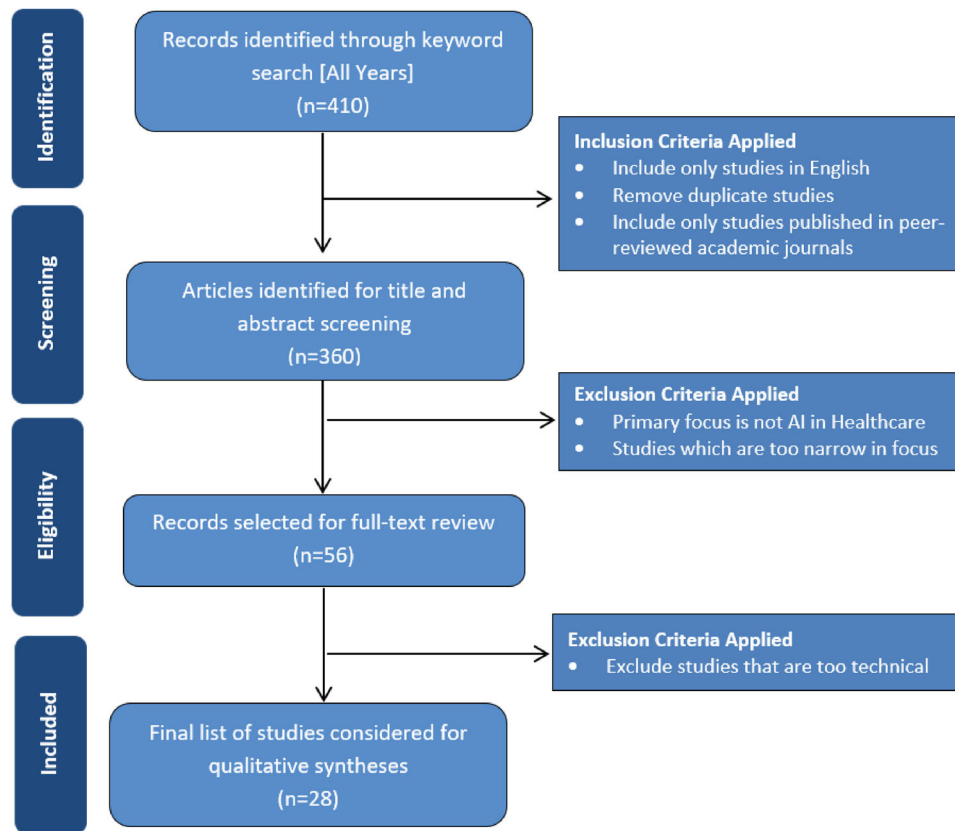 Identification
Records identified through keyword
search [All Years]
(n=410)
Inclusion Criteria Applied
• Include only studies in English
• Remove duplicate studies
• Include only studies published in peer-
reviewed academic journals
Screening
Articles identified for title and
abstract screening
(n=360)
Exclusion Criteria Applied
• Primary focus is not AI in Healthcare
• Studies which are too narrow in focus
Eligibility
Records selected for full-text review
(n=56)
Exclusion Criteria Applied
• Exclude studies that are too technical
Included
Final list of studies considered for
qualitative syntheses
(n=28)